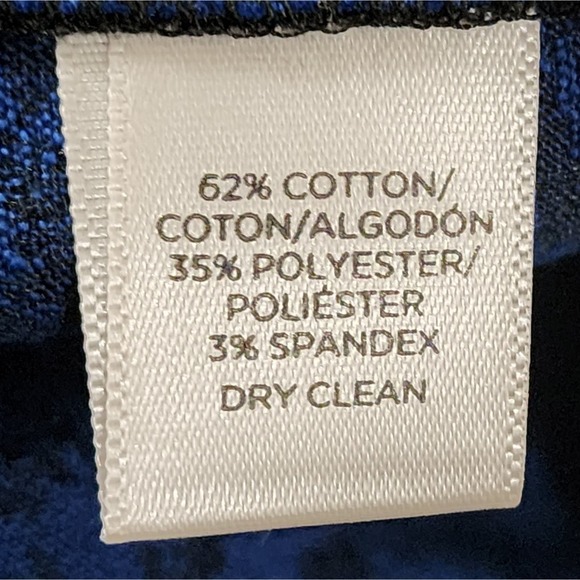 62% COTTON/
COTON/ALGODÓN
35% POLYESTER/
POLIÉSTER
3% SPANDEX
DRY CLEAN